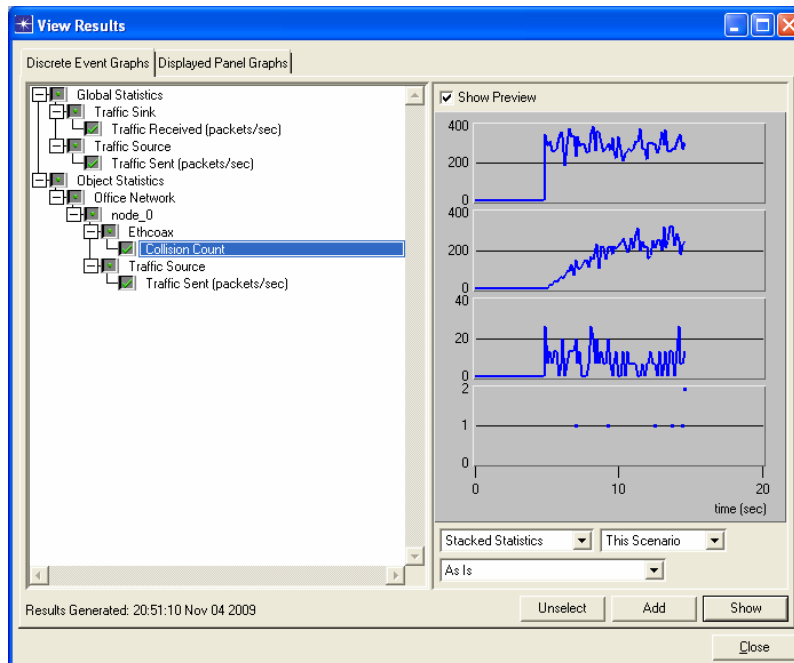 View Results
Discrete Event Graphs Displayed Panel Graphs
Global Statistics
Traffic Sink
Traffic Received (packets/sec)
Traffic Source
Traffic Sent (packets/sec)
Object Statistics
Office Network
node_0
Ethcoax
Collision Count
Traffic Source
Traffic Sent (packets/sec)
Show Preview
400
200
0
400
200
0
40
20
0
2
1
0
0 10 20
time (sec)
Stacked Statistics This Scenario
As Is
Results Generated: 20:51:10 Nov 04 2009
Unselect Add Show
Close